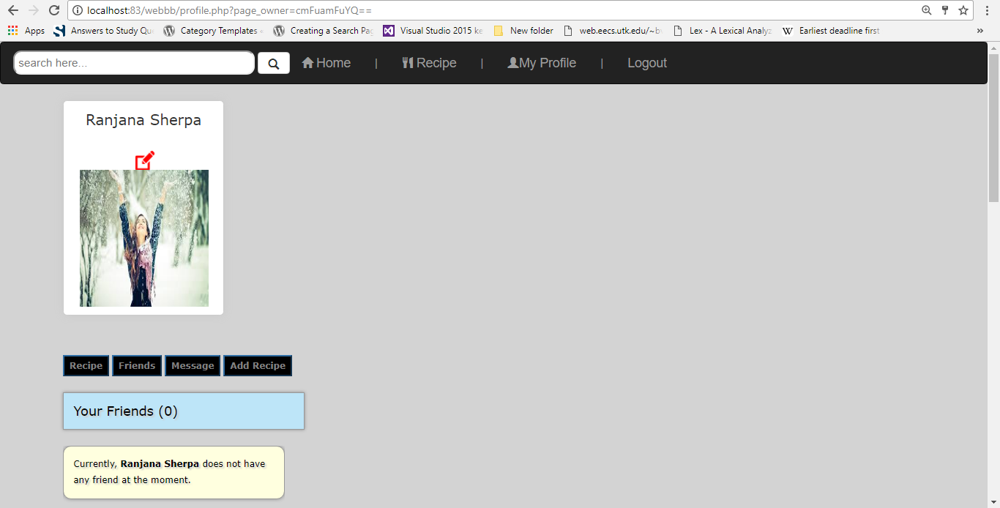 localhost:83/webbb/profile.php?page_owner=cmFuamFuYQ==
Apps Answers to Study Qu Category Templates Creating a Search Pag Visual Studio 2015 ke New folder web.eecs.utk.edu/~bv Lex - A Lexical Analyz W Earliest deadline first »
search here... Home | Recipe | My Profile | Logout
Ranjana Sherpa
Recipe Friends Message Add Recipe
Your Friends (0)
Currently, Ranjana Sherpa does not have
any friend at the moment.